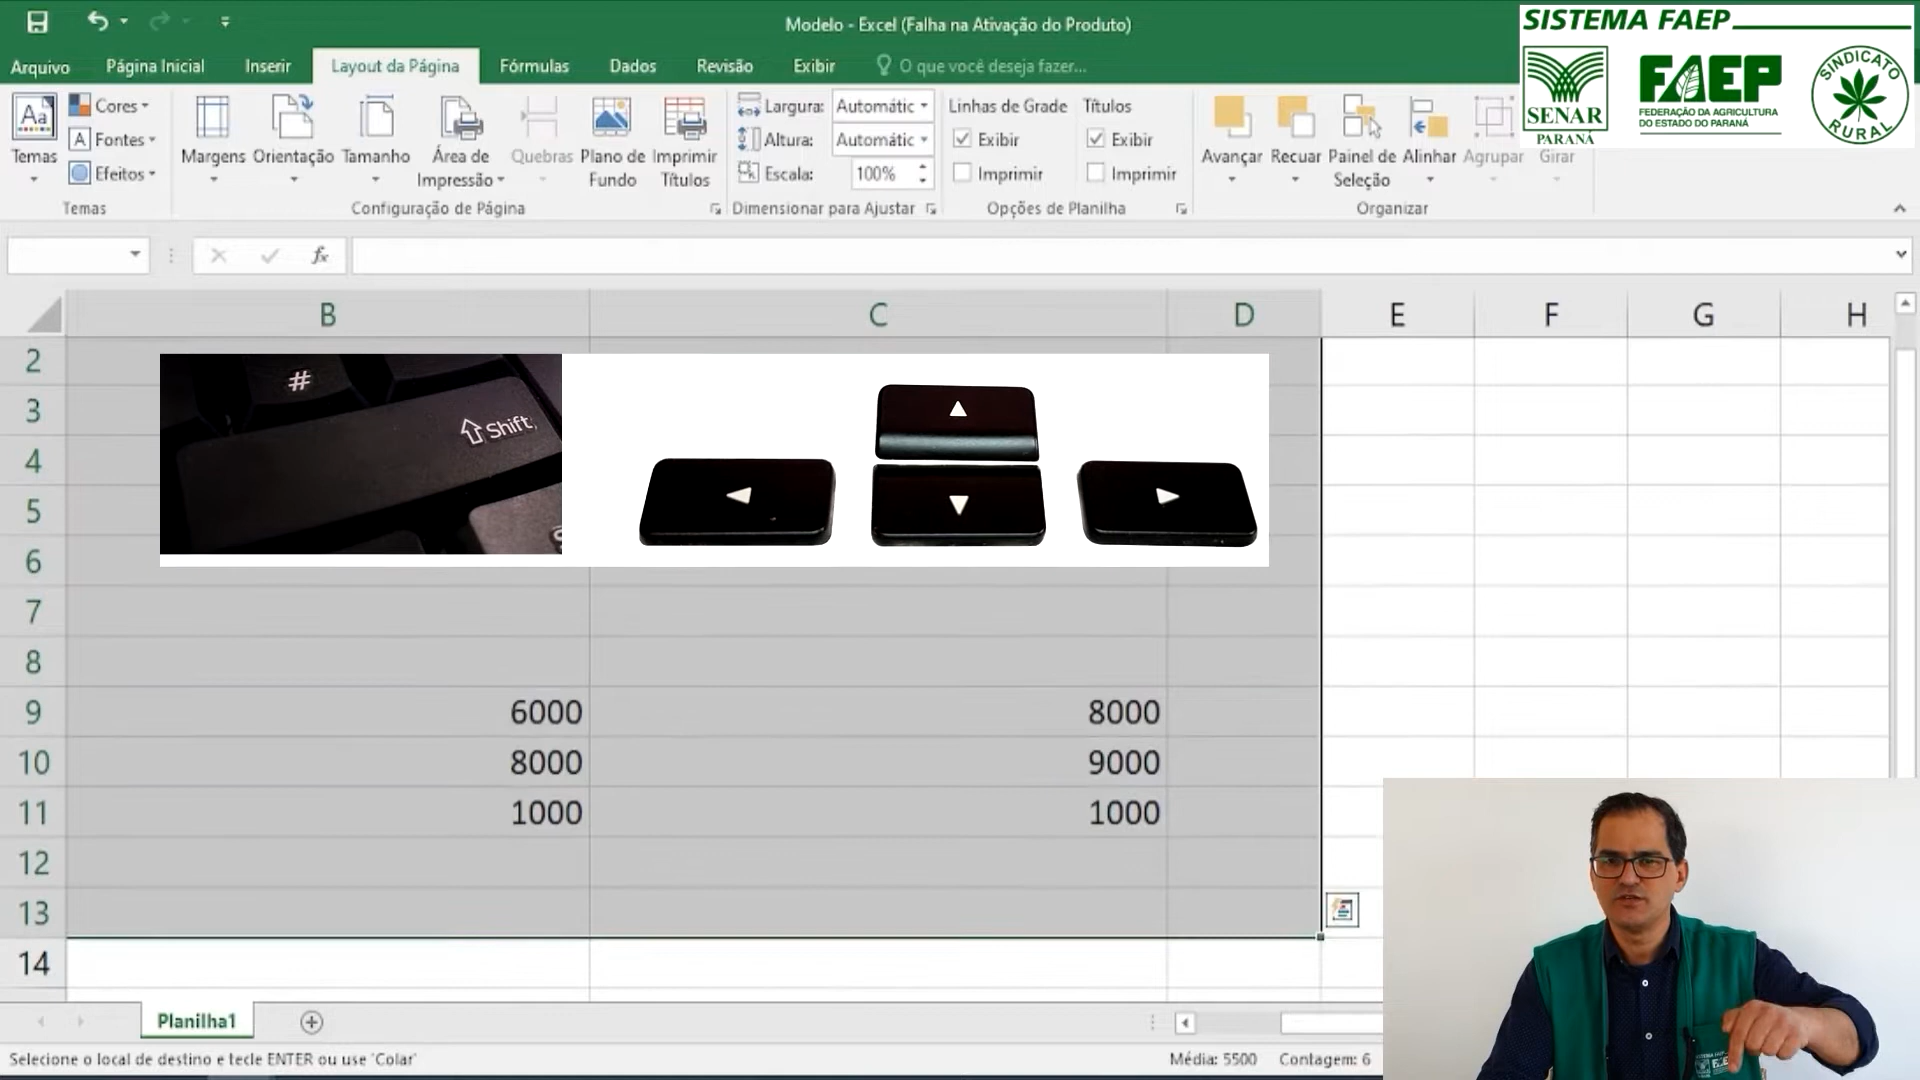 Modelo - Excel (Falha na Ativação do Produto)
SISTEMA FAEP
Arquivo Página Inicial Inserir Layout da Página Fórmulas Dados Revisão Exibir O que você deseja fazer...
SENAR
PARANÁ
FAEP
FEDERAÇÃO DA AGRICULTURA
DO ESTADO DO PARANÁ
SINDICATO
RURAL
Aa
Temas
Cores
Fontes
Efeitos
Temas
Margens Orientação Tamanho
Área de
Impressão
Quebras
Plano de
Fundo
Imprimir
Títulos
Configuração de Página
Largura: Automátic
Altura: Automátic
Escala: 100%
Dimensionar para Ajustar
Linhas de Grade Títulos
Exibir Exibir
Imprimir Imprimir
Opções de Planilha
Avançar Recuar
Painel de
Seleção
Alinhar Agrupar Girar
Organizar
fx
B C D E F G H
2
#
3
Shift
4
5
6
7
8
9 6000 8000
10 8000 9000
11 1000 1000
12
13
14
Planilha1
Selecione o local de destino e tecle ENTER ou use 'Colar' Média: 5500 Contagem: 6